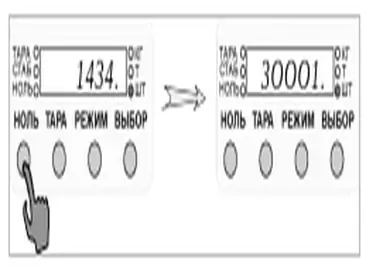 ТАРА КГ
СТАБ Т
НОЛЬ ШТ
1434.
НОЛЬ ТАРА РЕЖИМ ВЫБОР
ТАРА КГ
СТАБ Т
НОЛЬ ШТ
30001.
НОЛЬ ТАРА РЕЖИМ ВЫБОР